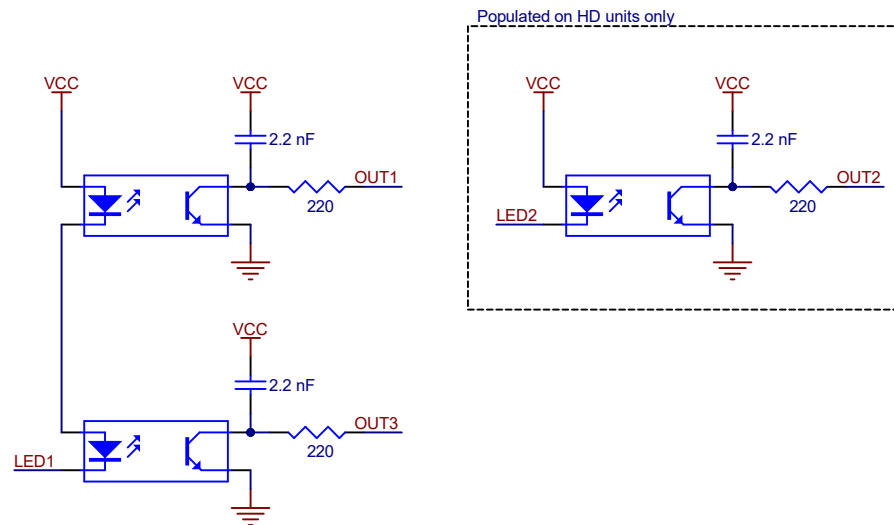 Populated on HD units only
VCC
VCC
VCC
VCC
2.2 nF
2.2 nF
OUT1
OUT2
220
220
LED2
VCC
2.2 nF
OUT3
220
LED1